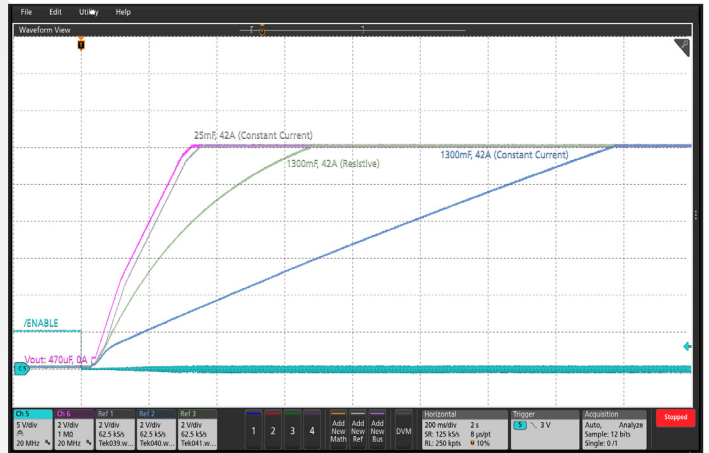 File Edit Utility Help
Waveform View
T
25mF, 42A (Constant Current)
1300mF, 42A (Resistive)
1300mF, 42A (Constant Current)
/ENABLE
Vout: 470uF, 0A
C5
Ch 5
5 V/div
20 MHz
Ch 6
2 V/div
1 MΩ
20 MHz
Ref 1
2 V/div
62.5 kS/s
Tek039.w...
Ref 2
2 V/div
62.5 kS/s
Tek040.w...
Ref 3
2 V/div
62.5 kS/s
Tek041.w...
1 2 3 4
Add New Math
Add New Ref
Add New Bus
DVM
Horizontal
200 ms/div 2 s
SR: 125 kS/s 8 µs/pt
RL: 250 kpts 10%
Trigger
5 3 V
Acquisition
Auto, Analyze
Sample: 12 bits
Single: 0 /1
Stopped